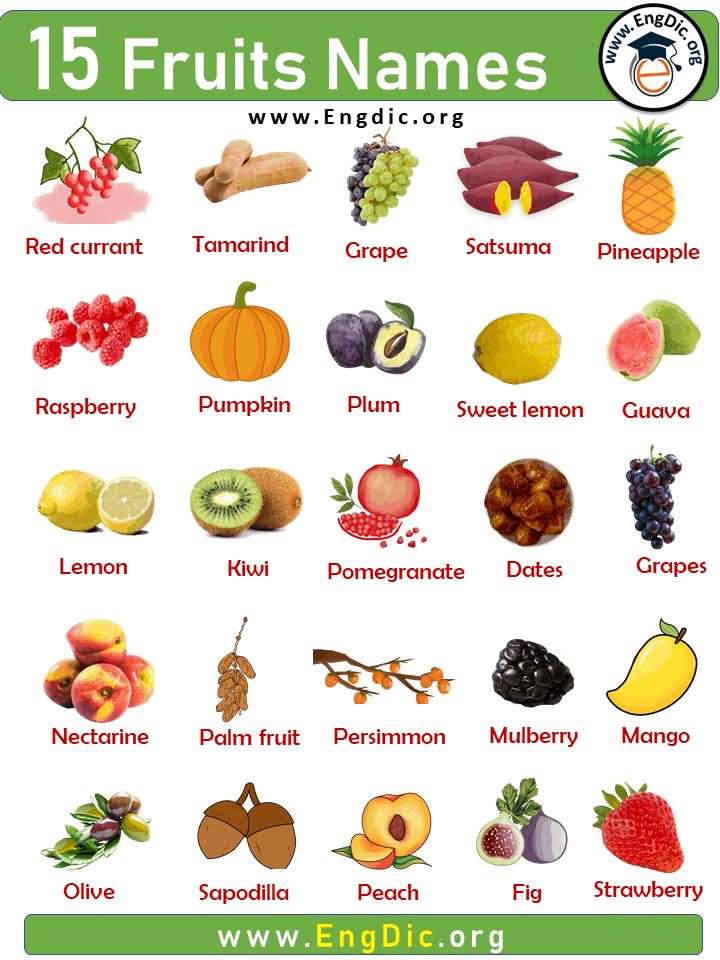 15 Fruits Names
www.EngDic.org
e
www.Engdic.org
Red currant
Tamarind
Grape
Satsuma
Pineapple
Raspberry
Pumpkin
Plum
Sweet lemon
Guava
Lemon
Kiwi
Pomegranate
Dates
Grapes
Nectarine
Palm fruit
Persimmon
Mulberry
Mango
Olive
Sapodilla
Peach
Fig
Strawberry
www.EngDic.org